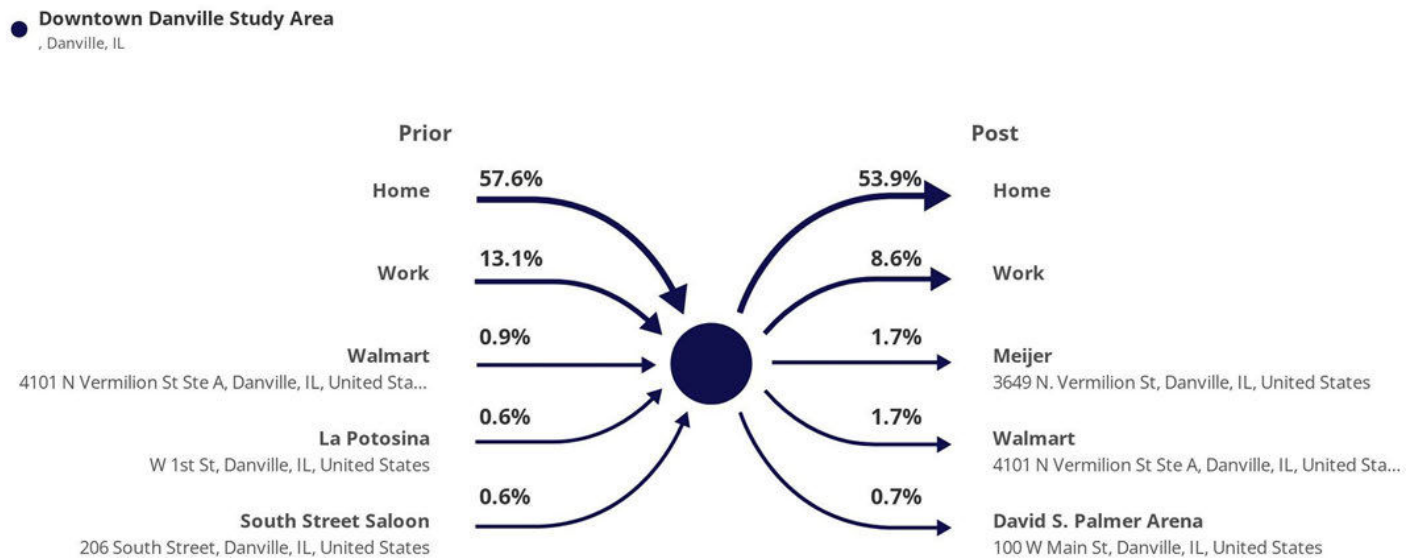 Downtown Danville Study Area
, Danville, IL
Prior
Post
Home
57.6%
53.9%
Home
Work
13.1%
8.6%
Work
Walmart
4101 N Vermilion St Ste A, Danville, IL, United Sta...
0.9%
1.7%
Meijer
3649 N. Vermilion St, Danville, IL, United States
La Potosina
W 1st St, Danville, IL, United States
0.6%
1.7%
Walmart
4101 N Vermilion St Ste A, Danville, IL, United Sta...
South Street Saloon
206 South Street, Danville, IL, United States
0.6%
0.7%
David S. Palmer Arena
100 W Main St, Danville, IL, United States